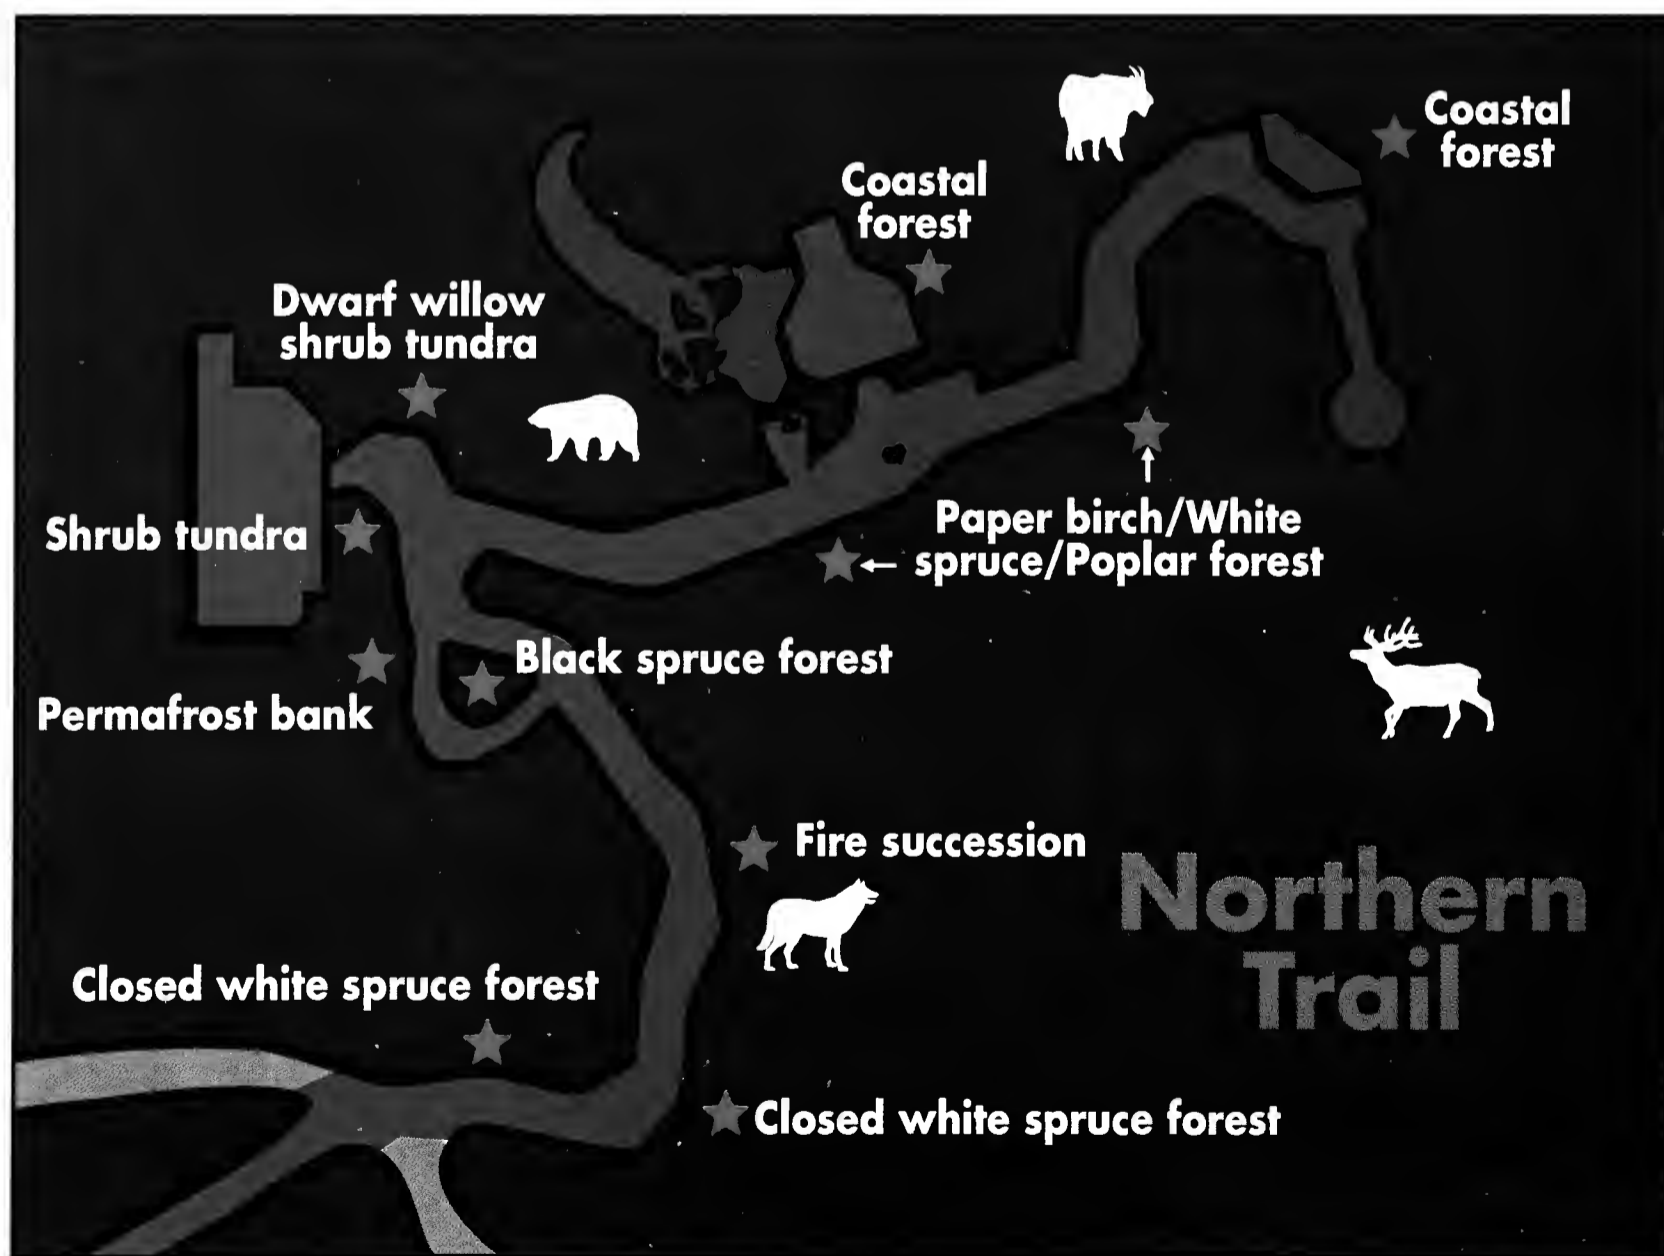 Coastal
forest
Coastal
forest
Dwarf willow
shrub tundra
Shrub tundra
Paper birch/White
spruce/Poplar forest
Black spruce forest
Permafrost bank
Fire succession
Northern
Trail
Closed white spruce forest
Closed white spruce forest